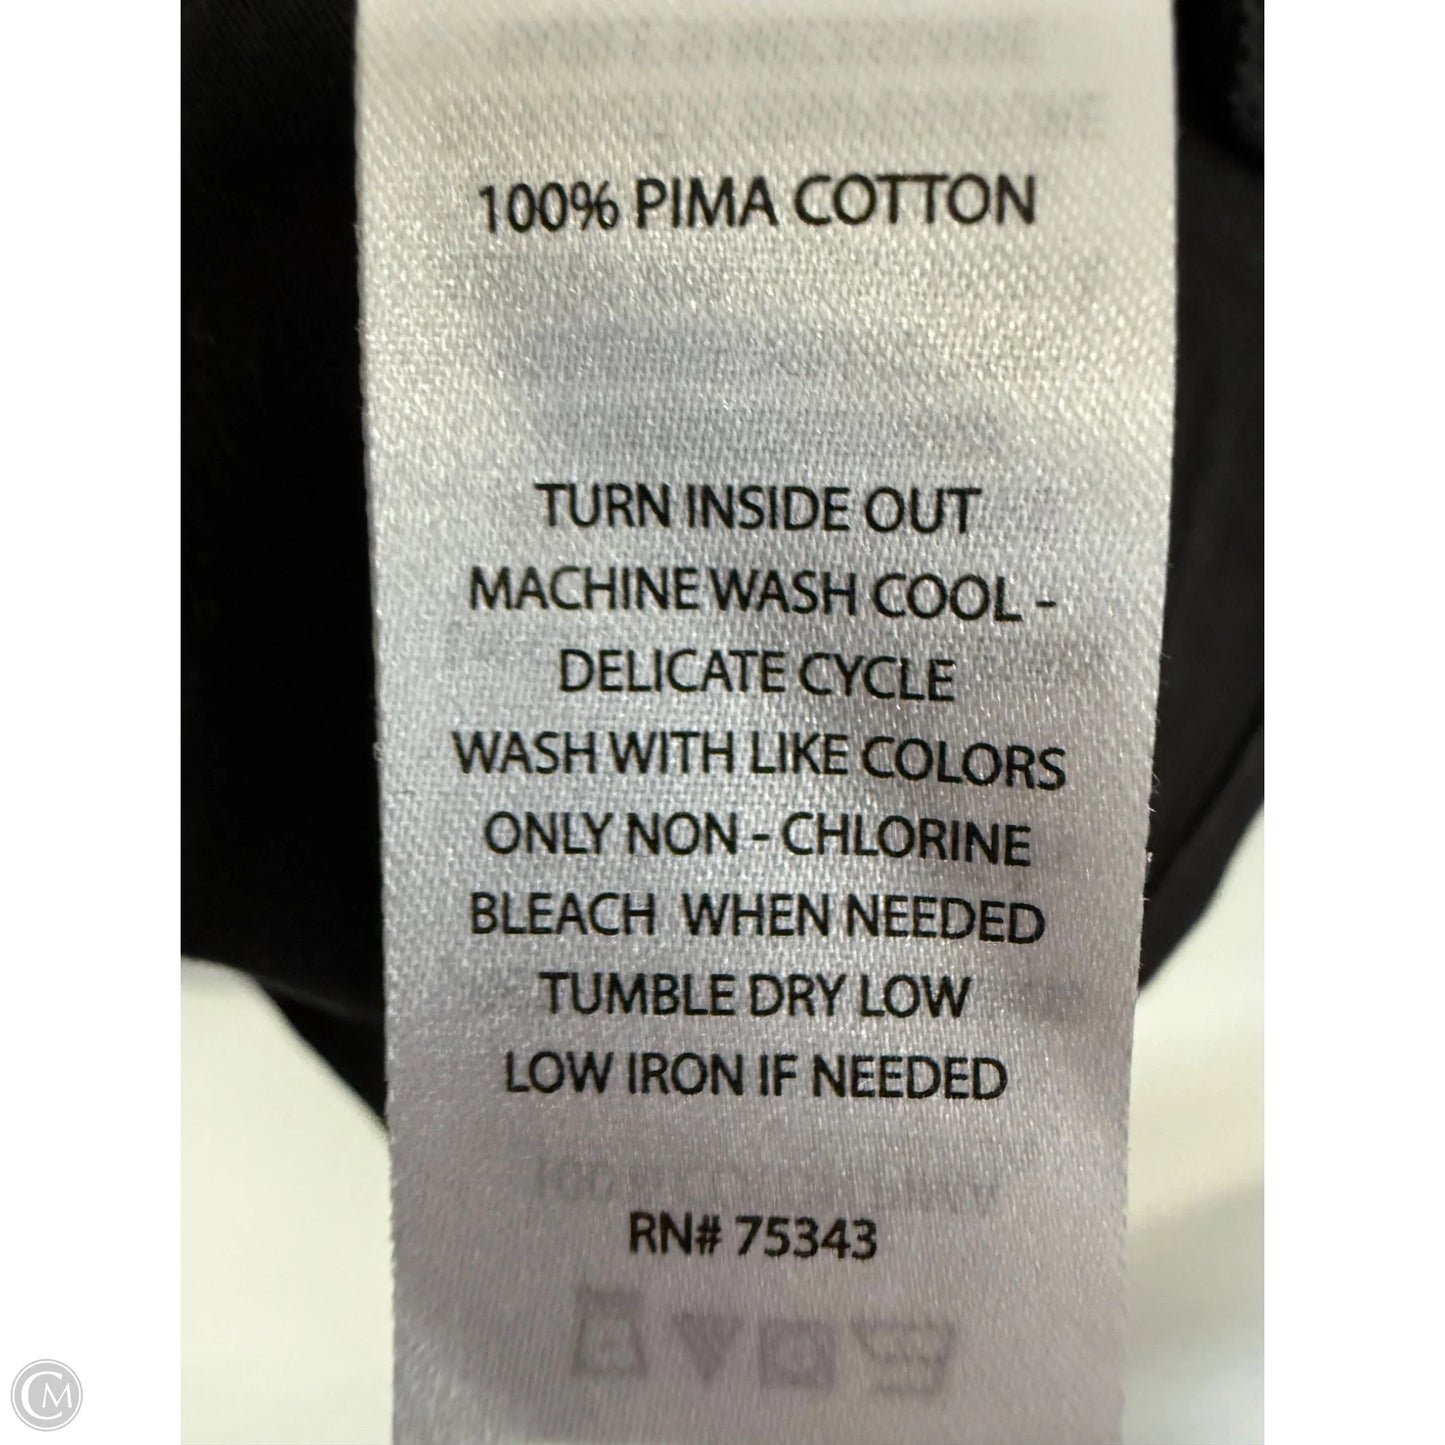 100% PIMA COTTON
TURN INSIDE OUT
MACHINE WASH COOL -
DELICATE CYCLE
WASH WITH LIKE COLORS
ONLY NON - CHLORINE
BLEACH WHEN NEEDED
TUMBLE DRY LOW
LOW IRON IF NEEDED
RN# 75343
CM